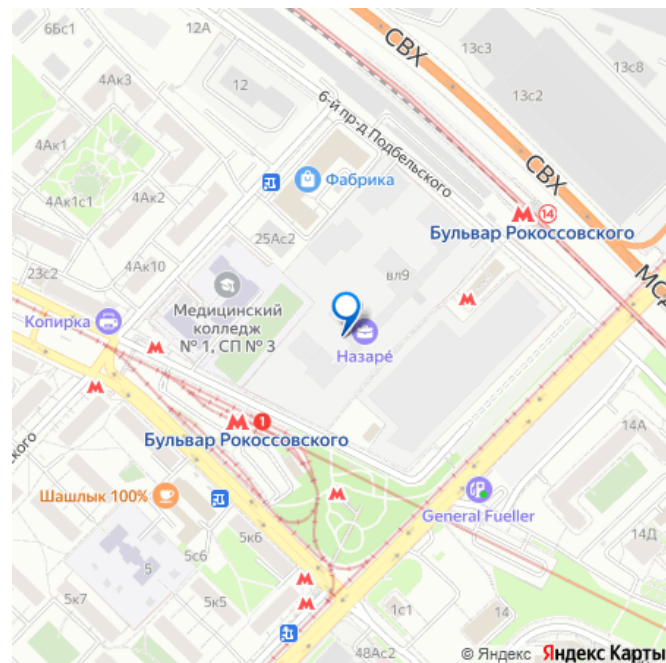 6Бс1
12А
СВХ
13с3
13с8
4Ак3
12
13с2
6-й пр-д Подбельского
4Ак1
СВХ
Фабрика
4Ак1с1
4Ак2
14
Бульвар Рокоссовского
25Ас2
23с2
4Ак10
вл9
МСД
Медицинский
колледж
№ 1, СП № 3
Копирка
Назаре́
1
Бульвар Рокоссовского
14А
кого
Шашлык 100%
General Fueller
5к6
14Д
5с6
5
5к7
5к5
1с1
14
48Ас2
© Яндекс Яндекс Карты